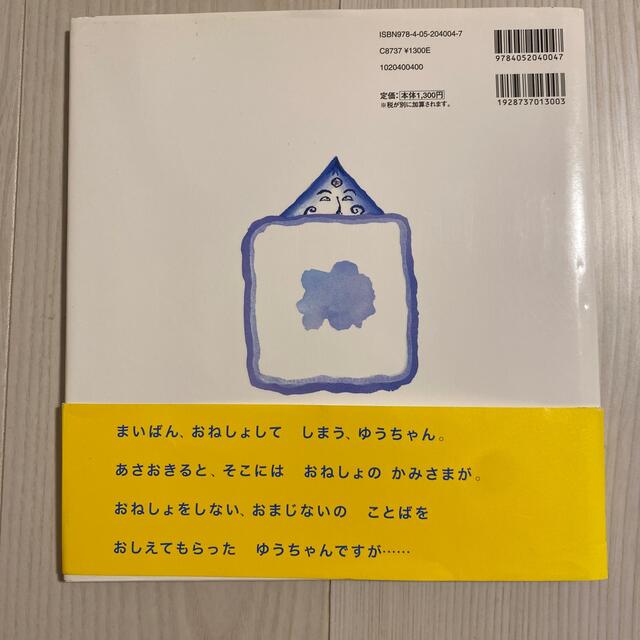 ISBN978-4-05-204004-7
C8737 ¥1300E
1020400400
定価:本体1,300円
※税が別に加算されます。
9784052040047
1928737013003
まいばん、おねしょして しまう、ゆうちゃん。
あさおきると、そこには おねしょの かみさまが。
おねしょをしない、おまじないの ことばを
おしえてもらった ゆうちゃんですが……